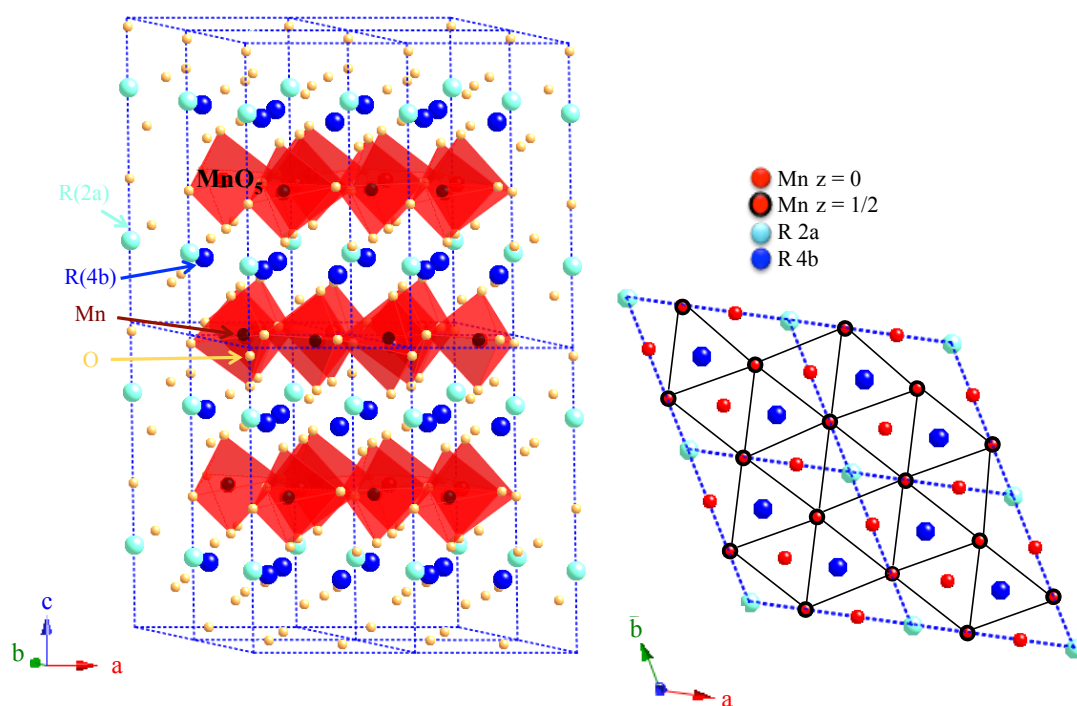 MnO5
R(2a)
R(4b)
Mn
O
c
b
a
Mn z = 0
Mn z = 1/2
R 2a
R 4b
b̄
a